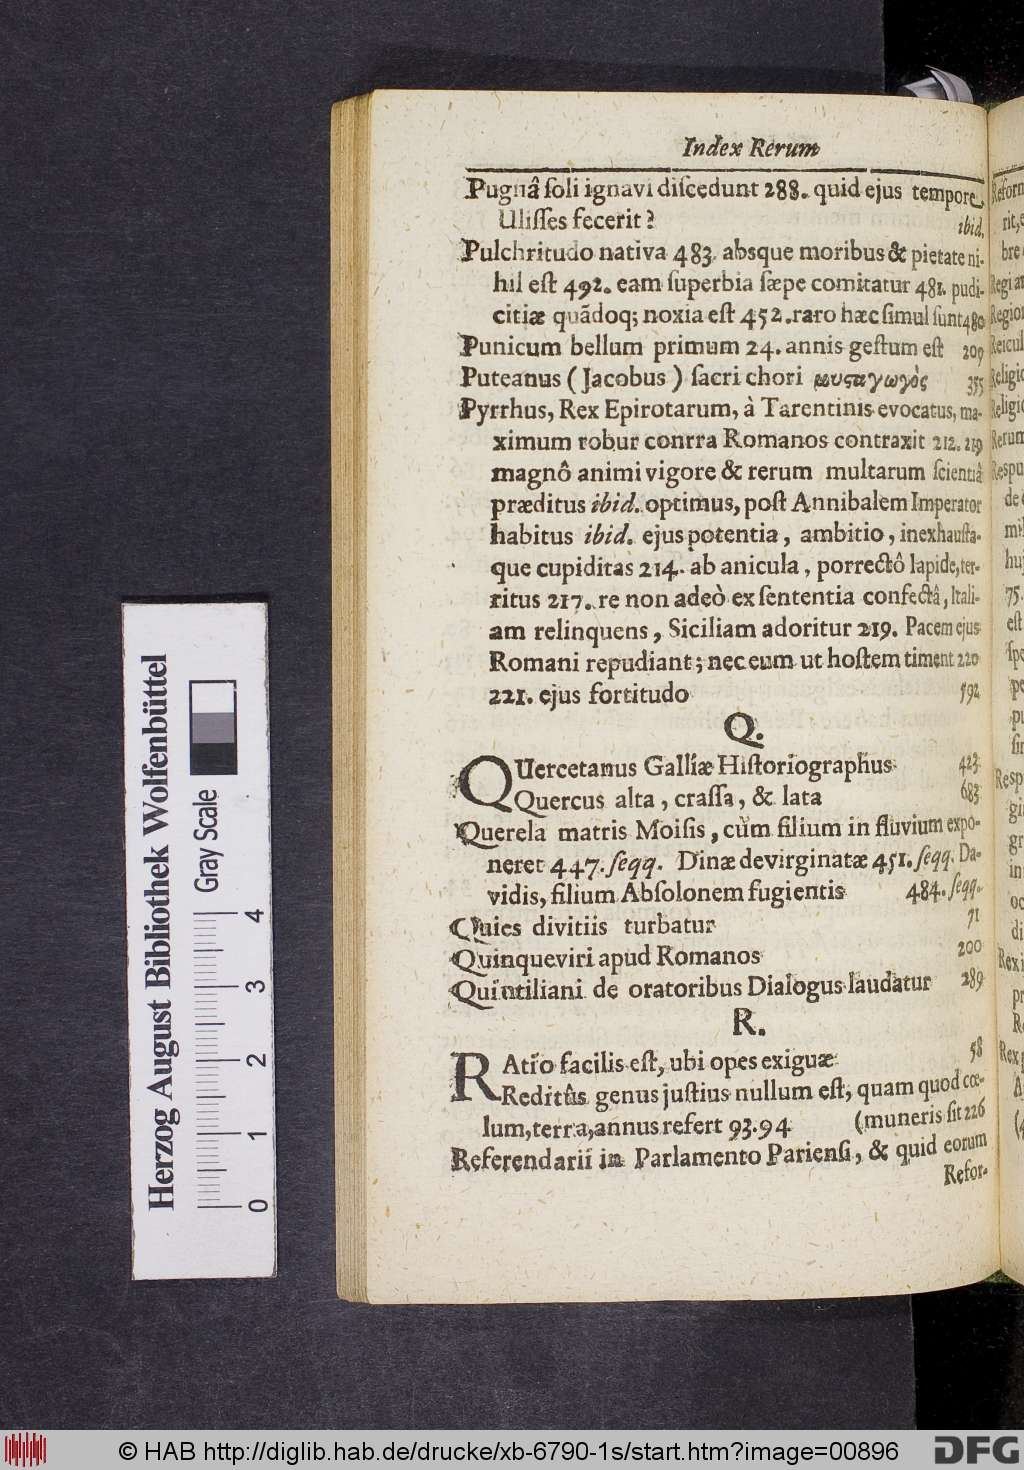 Index Rerum
Pugnâ soli ignavi discedunt 288. quid ejus tempore
Ulisses fecerit? ibid.
Pulchritudo nativa 483. absque moribus & pietate ni-
hil est 492. eam superbia sæpe comitatur 481. pudi-
citiæ quãdoq; noxia est 452. raro hæc simul sunt 480
Punicum bellum primum 24. annis gestum est 209
Puteanus (Jacobus) sacri chori μυσαγωγὸς 355
Pyrrhus, Rex Epirotarum, à Tarentinis evocatus, ma-
ximum robur contra Romanos contraxit 212. 219
magnô animi vigore & rerum multarum scientiâ
præditus ibid. optimus, post Annibalem Imperator
habitus ibid. ejus potentia, ambitio, inexhausta-
que cupiditas 214. ab anicula, porrectô lapide, ter-
ritus 217. re non adeò ex sententia confectâ, Itali-
am relinquens, Siciliam adoritur 219. Pacem ejus
Romani repudiant; nec eum ut hostem timent 220
221. ejus fortitudo 592
Q.
QUercetanus Galliæ Historiographus 423
Quercus alta, crassa, & lata 683
Querela matris Moisis, cùm filium in fluvium expo-
neret 447. seqq. Dinæ devirginatæ 451. seqq. Da-
vidis, filium Absolonem fugientis 484. seqq.
Quies divitiis turbatur 71
Quinqueviri apud Romanos 200
Quintiliani de oratoribus Dialogus laudatur 289
R.
RAtio facilis est, ubi opes exiguæ 58
Reditûs genus justius nullum est, quam quod cœ-
lum, terra, annus refert 93. 94 (muneris sit 226
Referendarii in Parlamento Pariensi, & quid eorum
Refor-
Herzog August Bibliothek Wolfenbüttel
Gray Scale
0 1 2 3 4
© HAB http://diglib.hab.de/drucke/xb-6790-1s/start.htm?image=00896
DFG